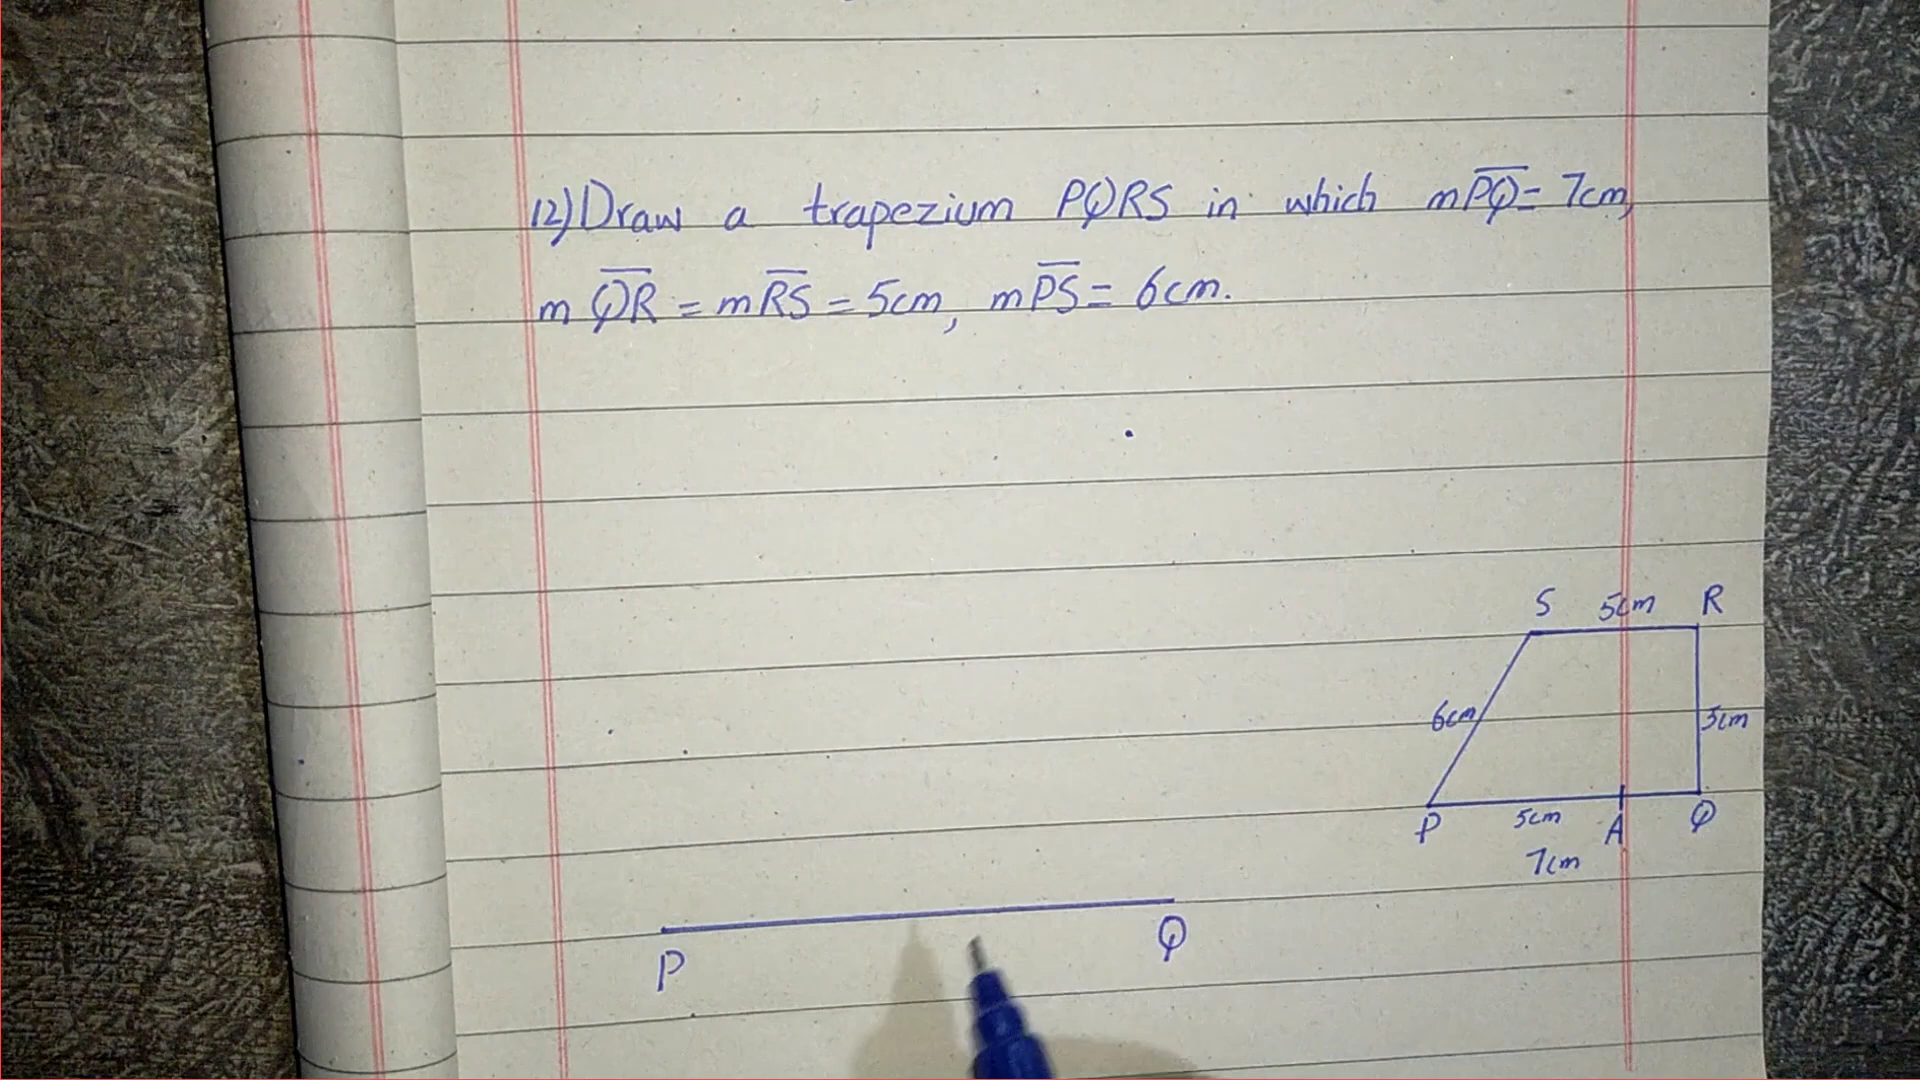 12) Draw a trapezium PQRS in which mPQ̅ = 7cm,
mQR̅ = mRS̅ = 5cm, mPS̅ = 6cm.
S 5cm R
6cm 5cm
P 5cm A Q
7cm
P Q